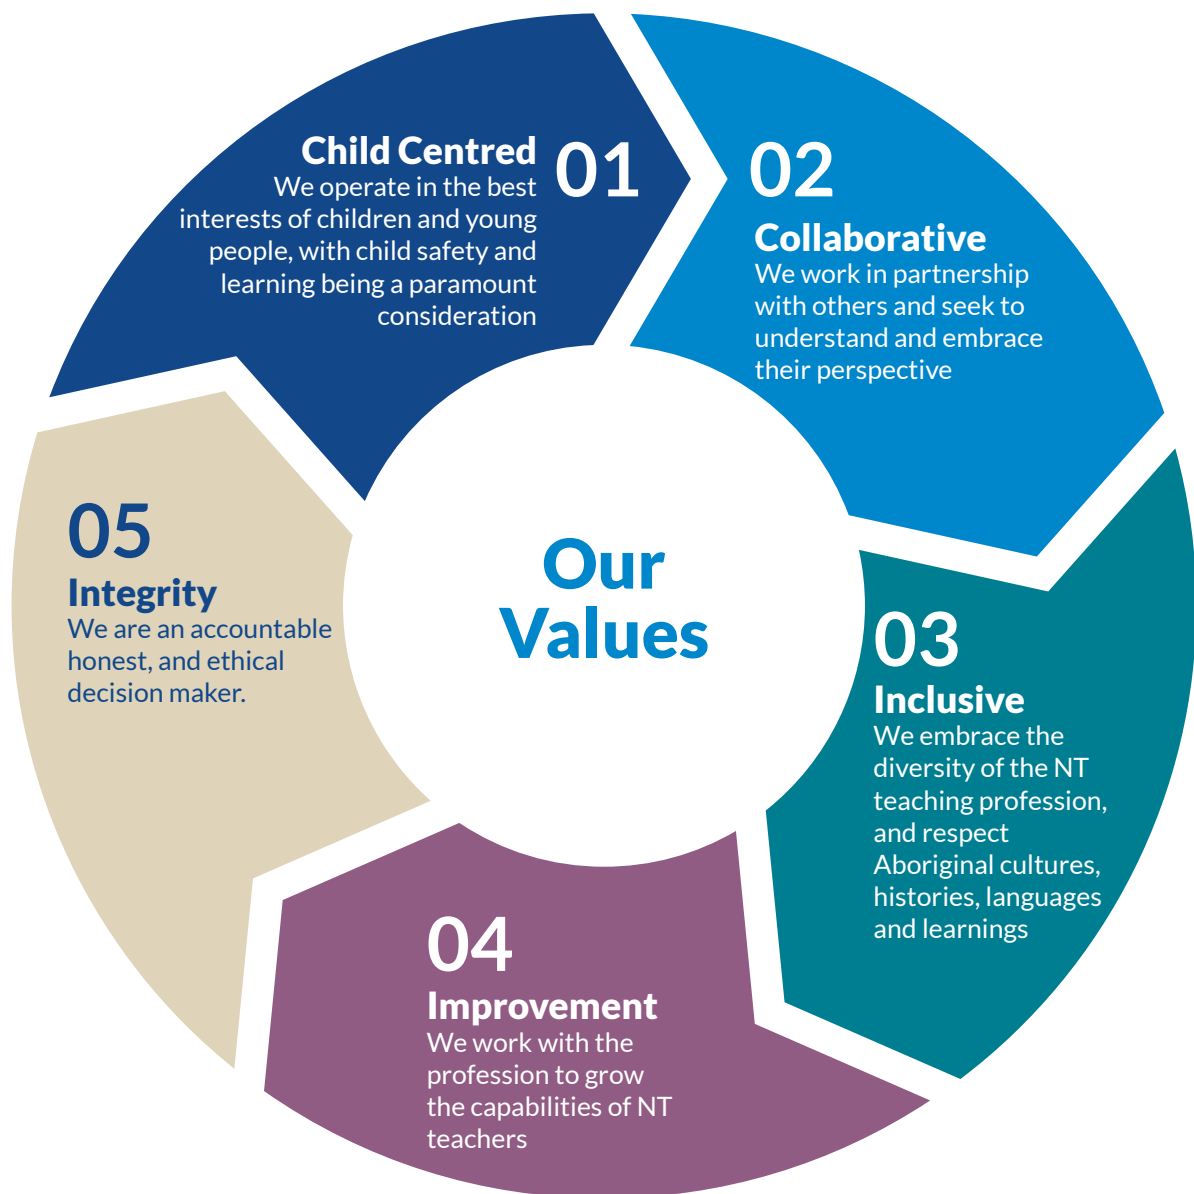 Our
Values
01
Child Centred
We operate in the best
interests of children and young
people, with child safety and
learning being a paramount
consideration
02
Collaborative
We work in partnership
with others and seek to
understand and embrace
their perspective
03
Inclusive
We embrace the
diversity of the NT
teaching profession,
and respect
Aboriginal cultures,
histories, languages
and learnings
04
Improvement
We work with the
profession to grow
the capabilities of NT
teachers
05
Integrity
We are an accountable
honest, and ethical
decision maker.